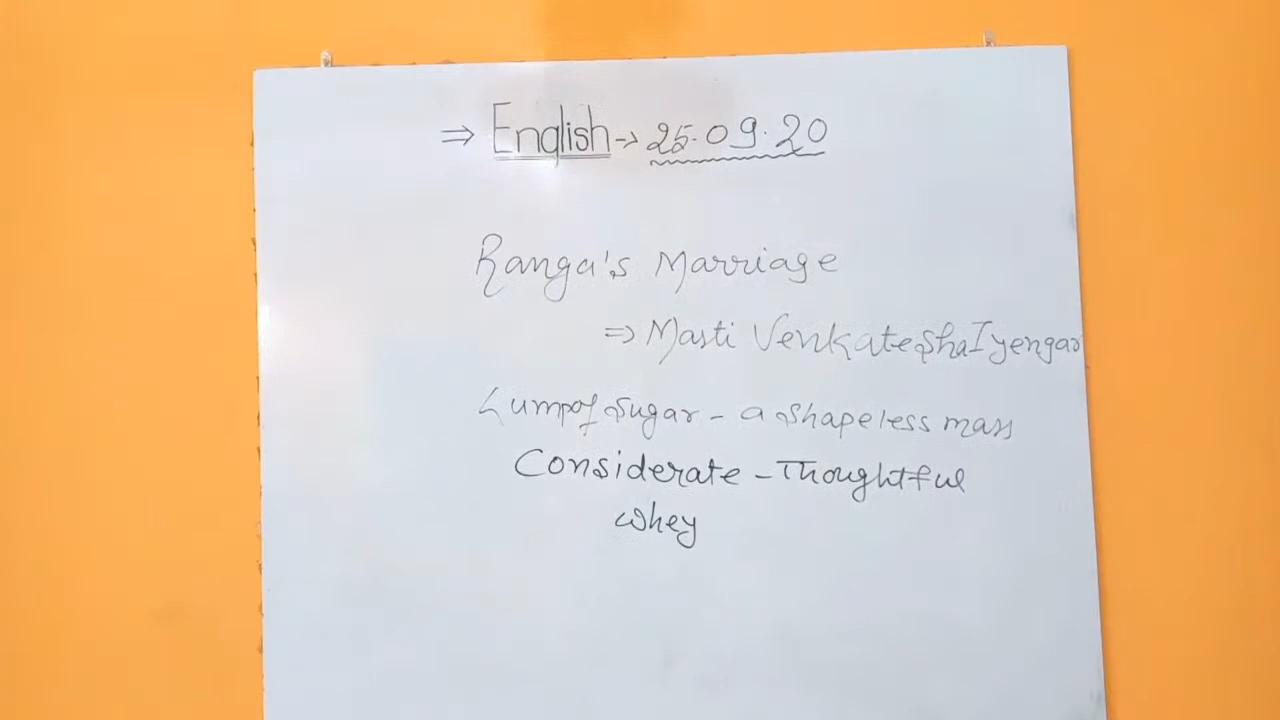 ⇒ English → 25.09.20
Ranga's Marriage
⇒ Masti Venkatesha Iyengar
Lump of Sugar - a shapeless mass
Considerate - Thoughtful
Whey